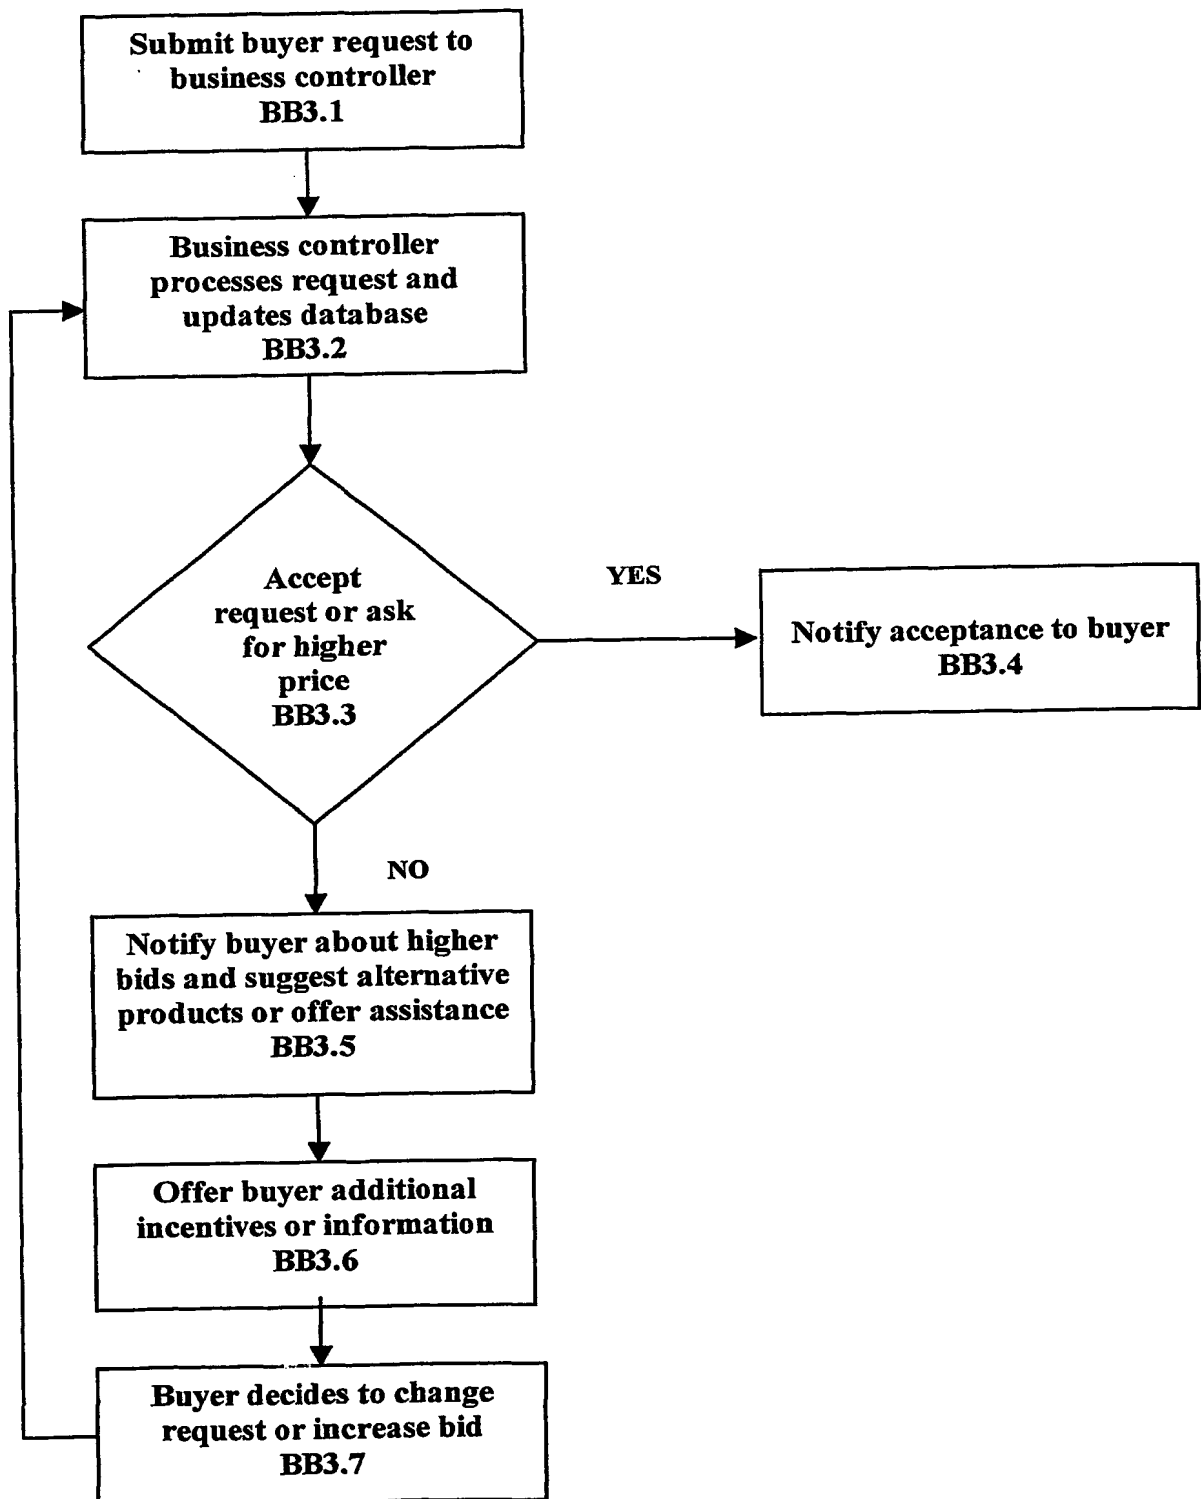 Submit buyer request to
business controller
BB3.1
Business controller
processes request and
updates database
BB3.2
Accept
request or ask
for higher
price
BB3.3
YES
Notify acceptance to buyer
BB3.4
NO
Notify buyer about higher
bids and suggest alternative
products or offer assistance
BB3.5
Offer buyer additional
incentives or information
BB3.6
Buyer decides to change
request or increase bid
BB3.7